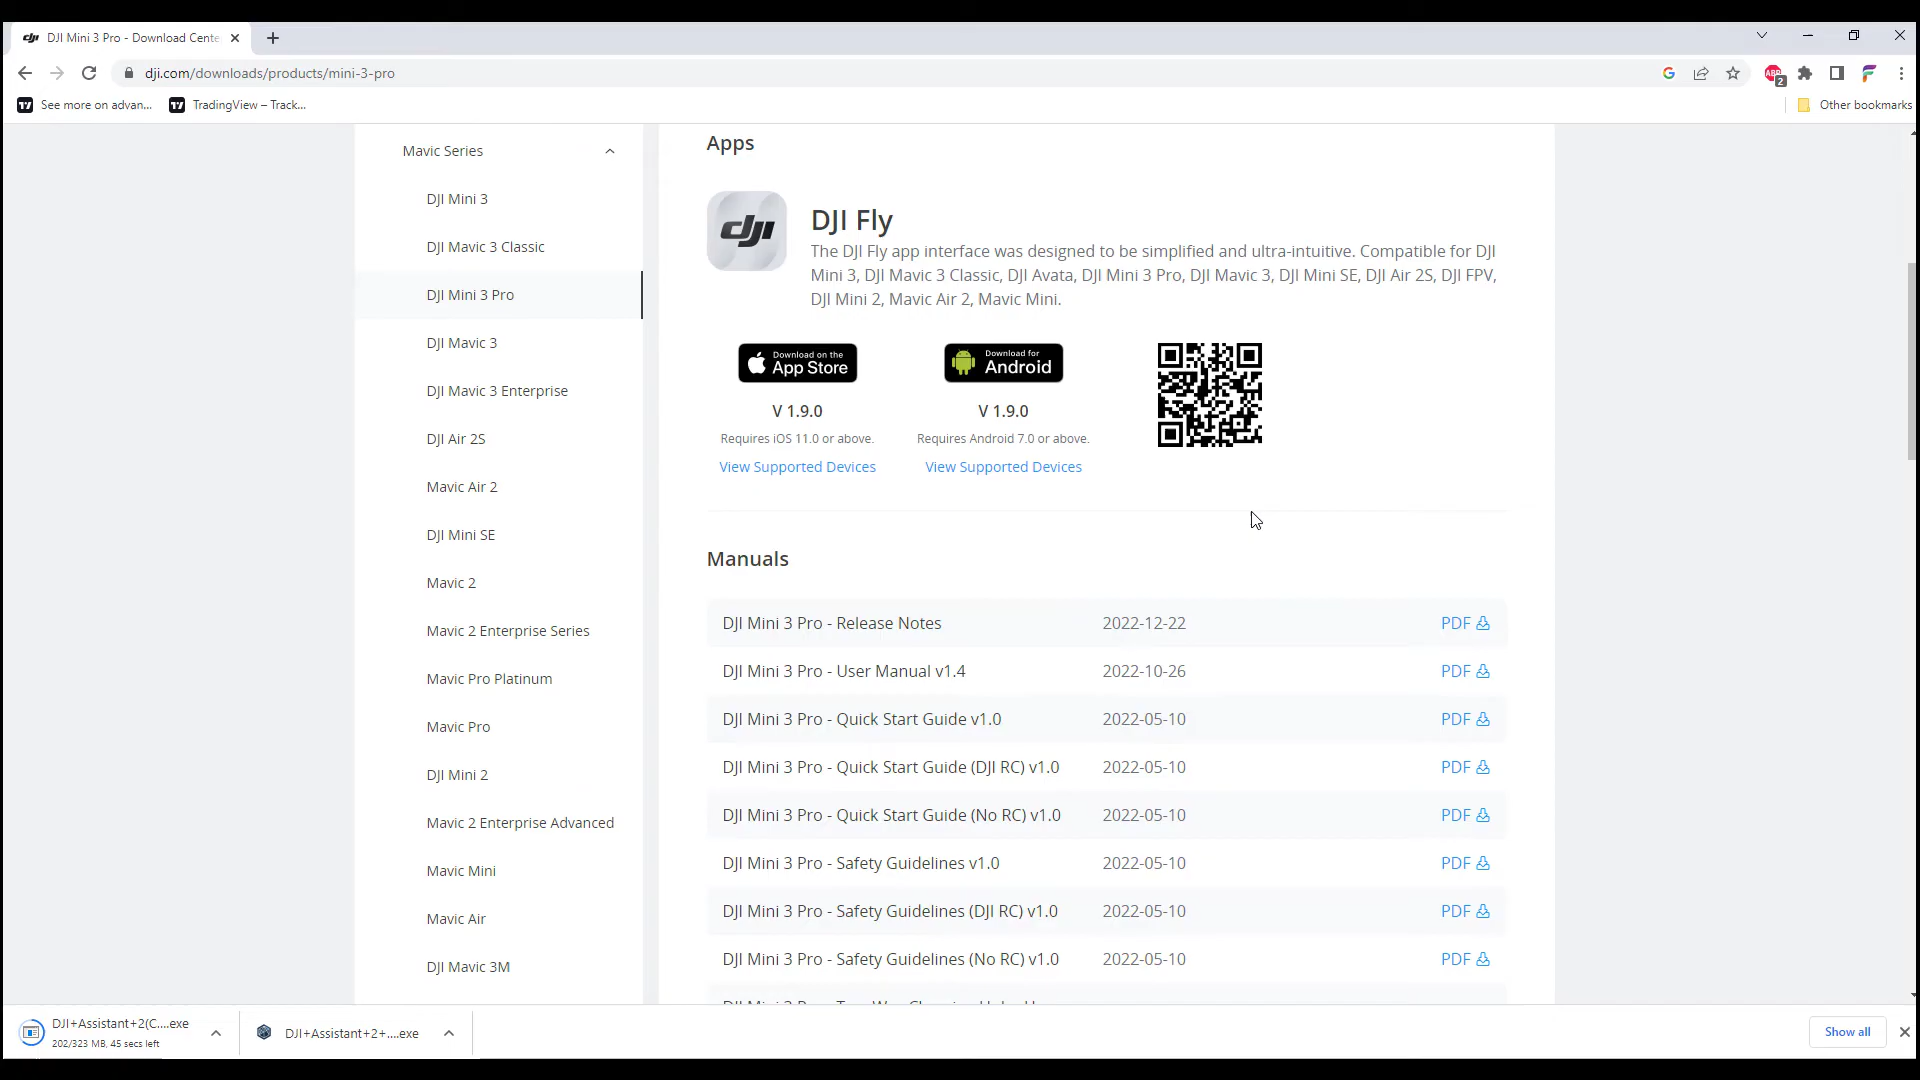 dji DJI Mini 3 Pro - Download Cente
dji.com/downloads/products/mini-3-pro
ABP 2
See more on advan... TradingView – Track... Other bookmarks
Mavic Series
DJI Mini 3
DJI Mavic 3 Classic
DJI Mini 3 Pro
DJI Mavic 3
DJI Mavic 3 Enterprise
DJI Air 2S
Mavic Air 2
DJI Mini SE
Mavic 2
Mavic 2 Enterprise Series
Mavic Pro Platinum
Mavic Pro
DJI Mini 2
Mavic 2 Enterprise Advanced
Mavic Mini
Mavic Air
DJI Mavic 3M
Apps
dji
DJI Fly
The DJI Fly app interface was designed to be simplified and ultra-intuitive. Compatible for DJI
Mini 3, DJI Mavic 3 Classic, DJI Avata, DJI Mini 3 Pro, DJI Mavic 3, DJI Mini SE, DJI Air 2S, DJI FPV,
DJI Mini 2, Mavic Air 2, Mavic Mini.
Download on the
App Store
V 1.9.0
Requires iOS 11.0 or above.
View Supported Devices
Download for
Android
V 1.9.0
Requires Android 7.0 or above.
View Supported Devices
Manuals
DJI Mini 3 Pro - Release Notes 2022-12-22 PDF
DJI Mini 3 Pro - User Manual v1.4 2022-10-26 PDF
DJI Mini 3 Pro - Quick Start Guide v1.0 2022-05-10 PDF
DJI Mini 3 Pro - Quick Start Guide (DJI RC) v1.0 2022-05-10 PDF
DJI Mini 3 Pro - Quick Start Guide (No RC) v1.0 2022-05-10 PDF
DJI Mini 3 Pro - Safety Guidelines v1.0 2022-05-10 PDF
DJI Mini 3 Pro - Safety Guidelines (DJI RC) v1.0 2022-05-10 PDF
DJI Mini 3 Pro - Safety Guidelines (No RC) v1.0 2022-05-10 PDF
DJI Mini 3 Pro
DJI+Assistant+2(C....exe
202/323 MB, 45 secs left
DJI+Assistant+2+....exe
Show all